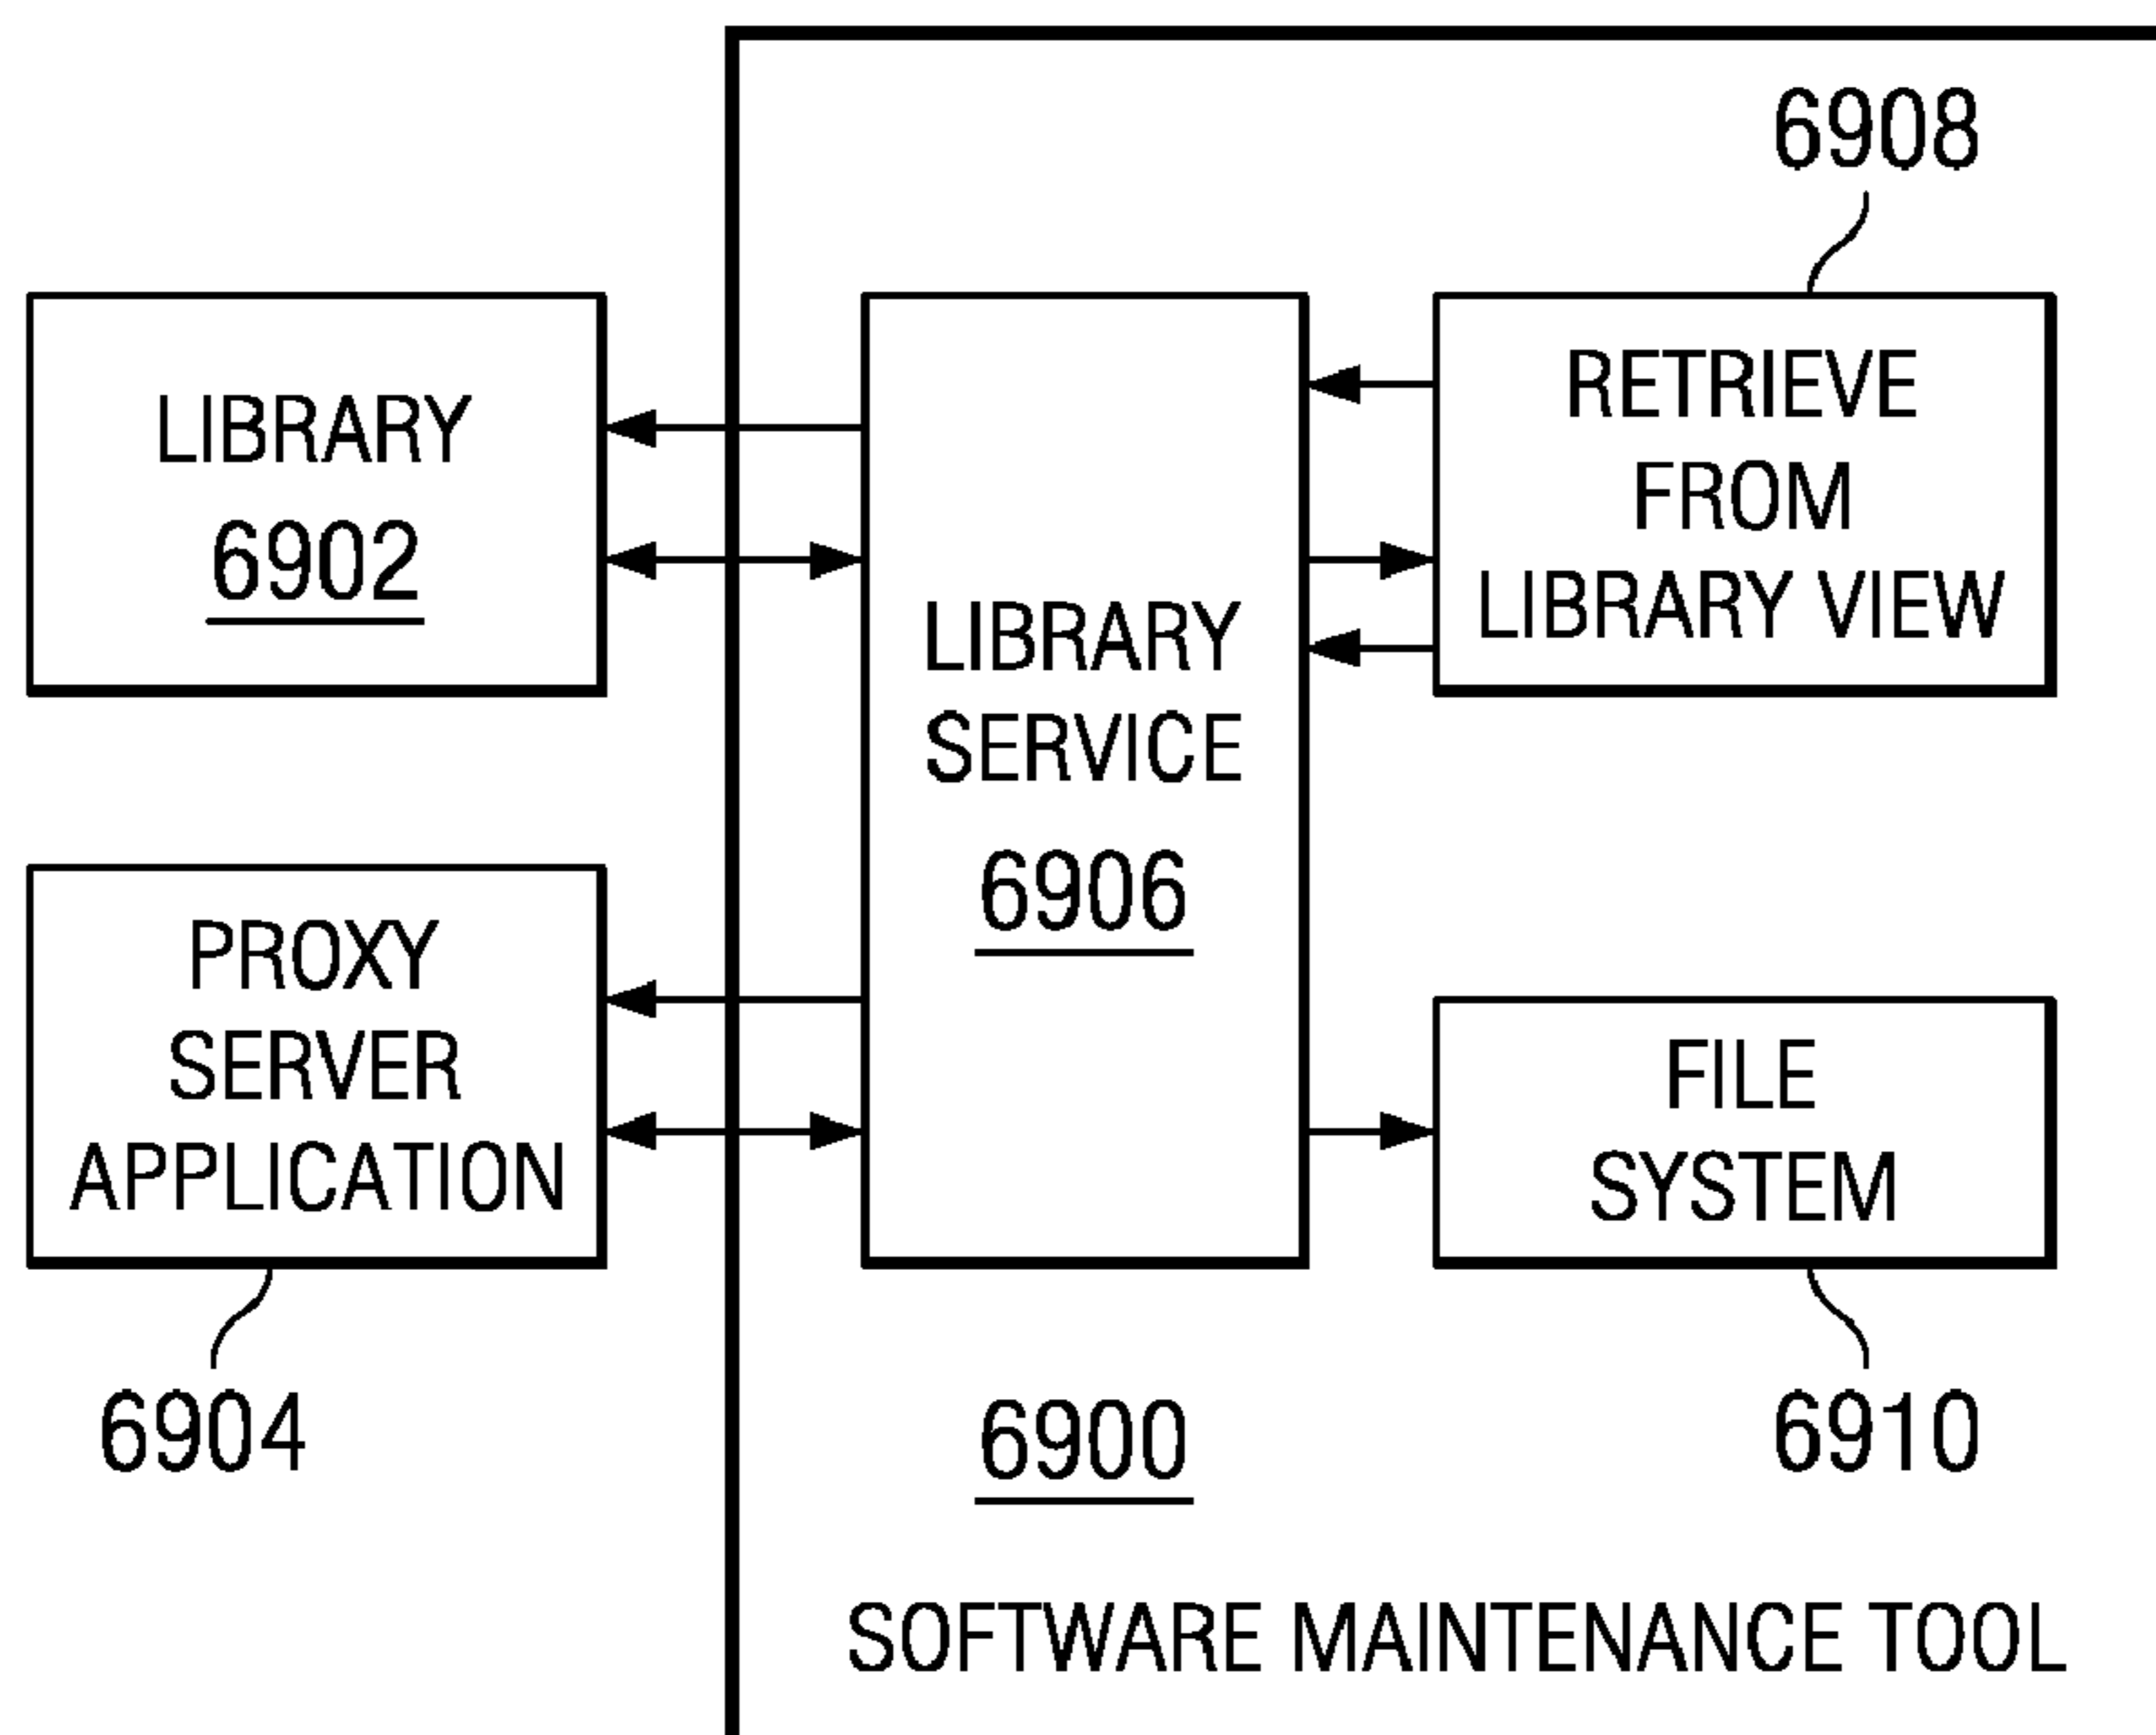 6908
LIBRARY
6902
RETRIEVE
FROM
LIBRARY VIEW
LIBRARY
SERVICE
6906
PROXY
SERVER
APPLICATION
6904
FILE
SYSTEM
6910
6900
SOFTWARE MAINTENANCE TOOL